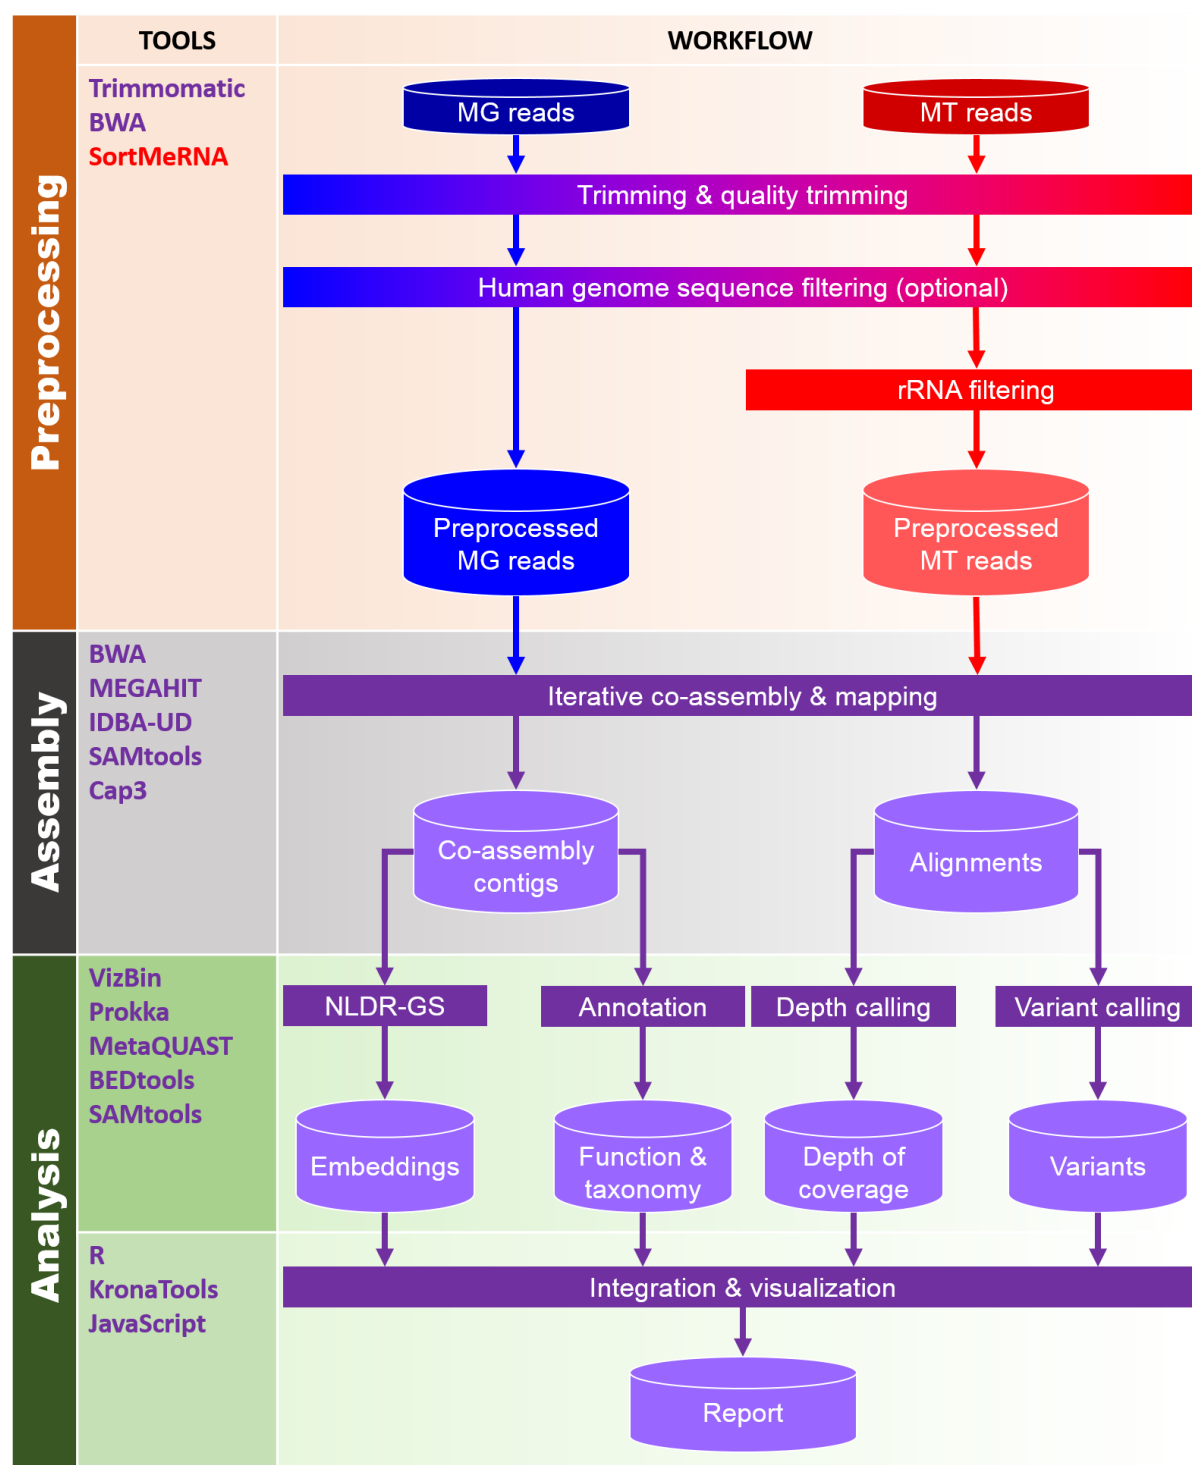 TOOLS
WORKFLOW
Preprocessing
Trimmomatic
BWA
SortMeRNA
MG reads
MT reads
Trimming & quality trimming
Human genome sequence filtering (optional)
rRNA filtering
Preprocessed
MG reads
Preprocessed
MT reads
Assembly
BWA
MEGAHIT
IDBA-UD
SAMtools
Cap3
Iterative co-assembly & mapping
Co-assembly
contigs
Alignments
Analysis
VizBin
Prokka
MetaQUAST
BEDtools
SAMtools
NLDR-GS
Annotation
Depth calling
Variant calling
Embeddings
Function &
taxonomy
Depth of
coverage
Variants
R
KronaTools
JavaScript
Integration & visualization
Report